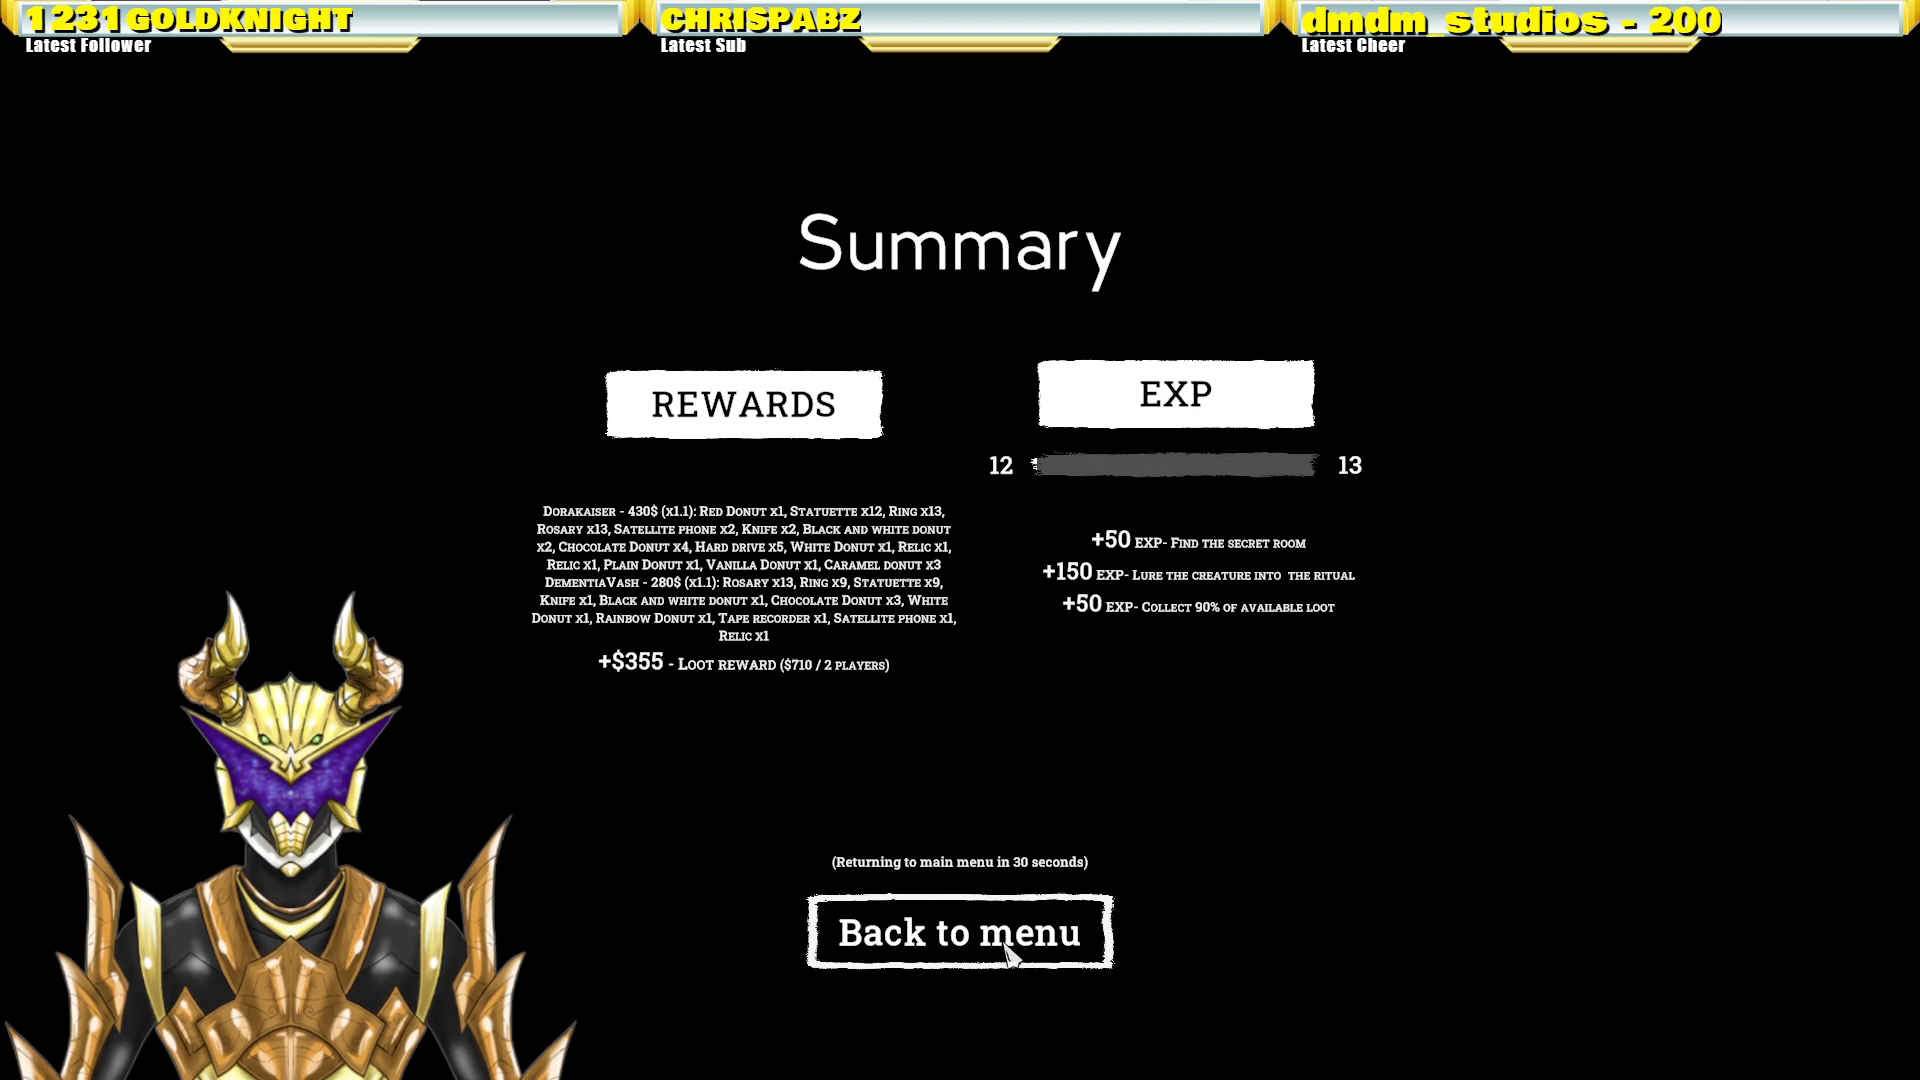 1231GOLDKNIGHT
Latest Follower
CHRISPABZ
Latest Sub
dmdm_studios - 200
Latest Cheer
Summary
REWARDS
EXP
12
13
Dorakaiser - 430$ (x1.1): Red Donut x1, Statuette x12, Ring x13,
Rosary x13, Satellite phone x2, Knife x2, Black and white donut
x2, Chocolate Donut x4, Hard drive x5, White Donut x1, Relic x1,
Relic x1, Plain Donut x1, Vanilla Donut x1, Caramel donut x3
DementiaVash - 280$ (x1.1): Rosary x13, Ring x9, Statuette x9,
Knife x1, Black and white donut x1, Chocolate Donut x3, White
Donut x1, Rainbow Donut x1, Tape recorder x1, Satellite phone x1,
Relic x1
+$355 - Loot reward ($710 / 2 players)
+50 EXP- Find the secret room
+150 EXP- Lure the creature into the ritual
+50 EXP- Collect 90% of available loot
(Returning to main menu in 30 seconds)
Back to menu